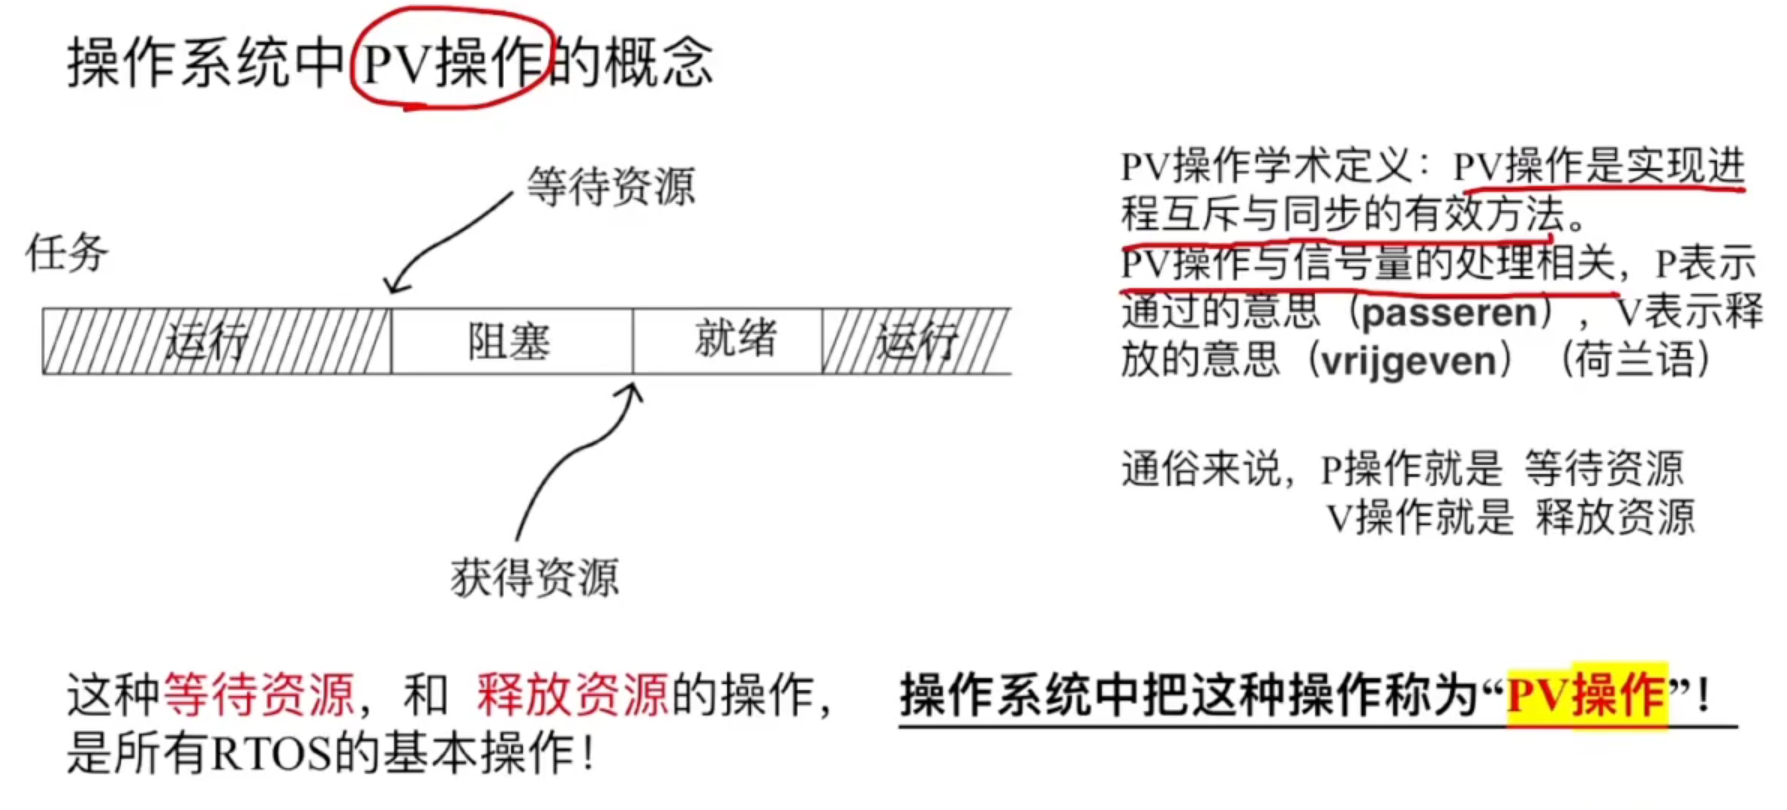 操作系统中PV操作的概念
等待资源
任务
运行 阻塞 就绪 运行
获得资源
PV操作学术定义：PV操作是实现进
程互斥与同步的有效方法。
PV操作与信号量的处理相关，P表示
通过的意思（passeren），V表示释
放的意思（vrijgeven）（荷兰语）
通俗来说，P操作就是 等待资源
V操作就是 释放资源
这种等待资源，和 释放资源的操作，
是所有RTOS的基本操作！
操作系统中把这种操作称为“PV操作”！